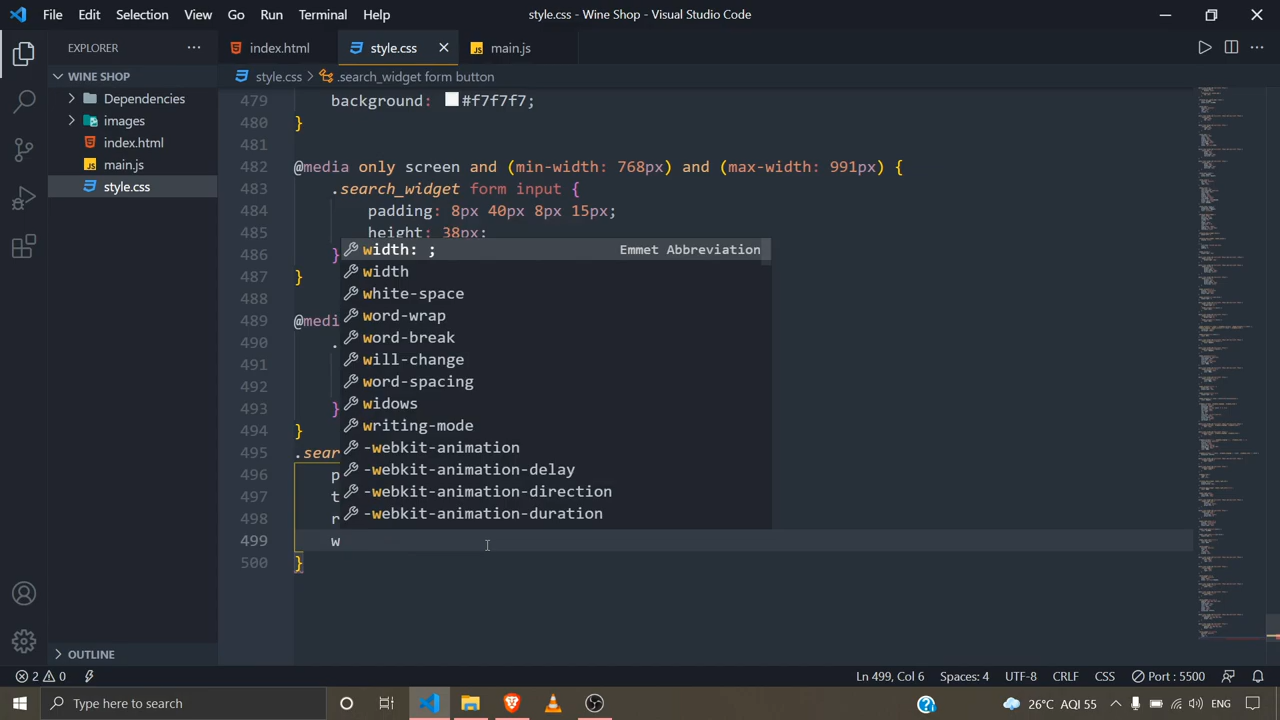 File Edit Selection View Go Run Terminal Help
style.css - Wine Shop - Visual Studio Code
EXPLORER
index.html
style.css
main.js
WINE SHOP
Dependencies
images
index.html
main.js
style.css
OUTLINE
style.css > .search_widget form button
479 background: #f7f7f7;
480 }
481
482 @media only screen and (min-width: 768px) and (max-width: 991px) {
483 .search_widget form input {
484 padding: 8px 40px 8px 15px;
485 height: 38px;
486 }
487 }
488
489 @medi
490 .
491
492
493 }
494 }
495 .sear
496 p
497 t
498 r
499 w
500 }
width: ; Emmet Abbreviation
width
white-space
word-wrap
word-break
will-change
word-spacing
widows
writing-mode
-webkit-animation
-webkit-animation-delay
-webkit-animation-direction
-webkit-animation-duration
2 0
Ln 499, Col 6 Spaces: 4 UTF-8 CRLF CSS Port : 5500
Type here to search
26°C AQI 55 ENG